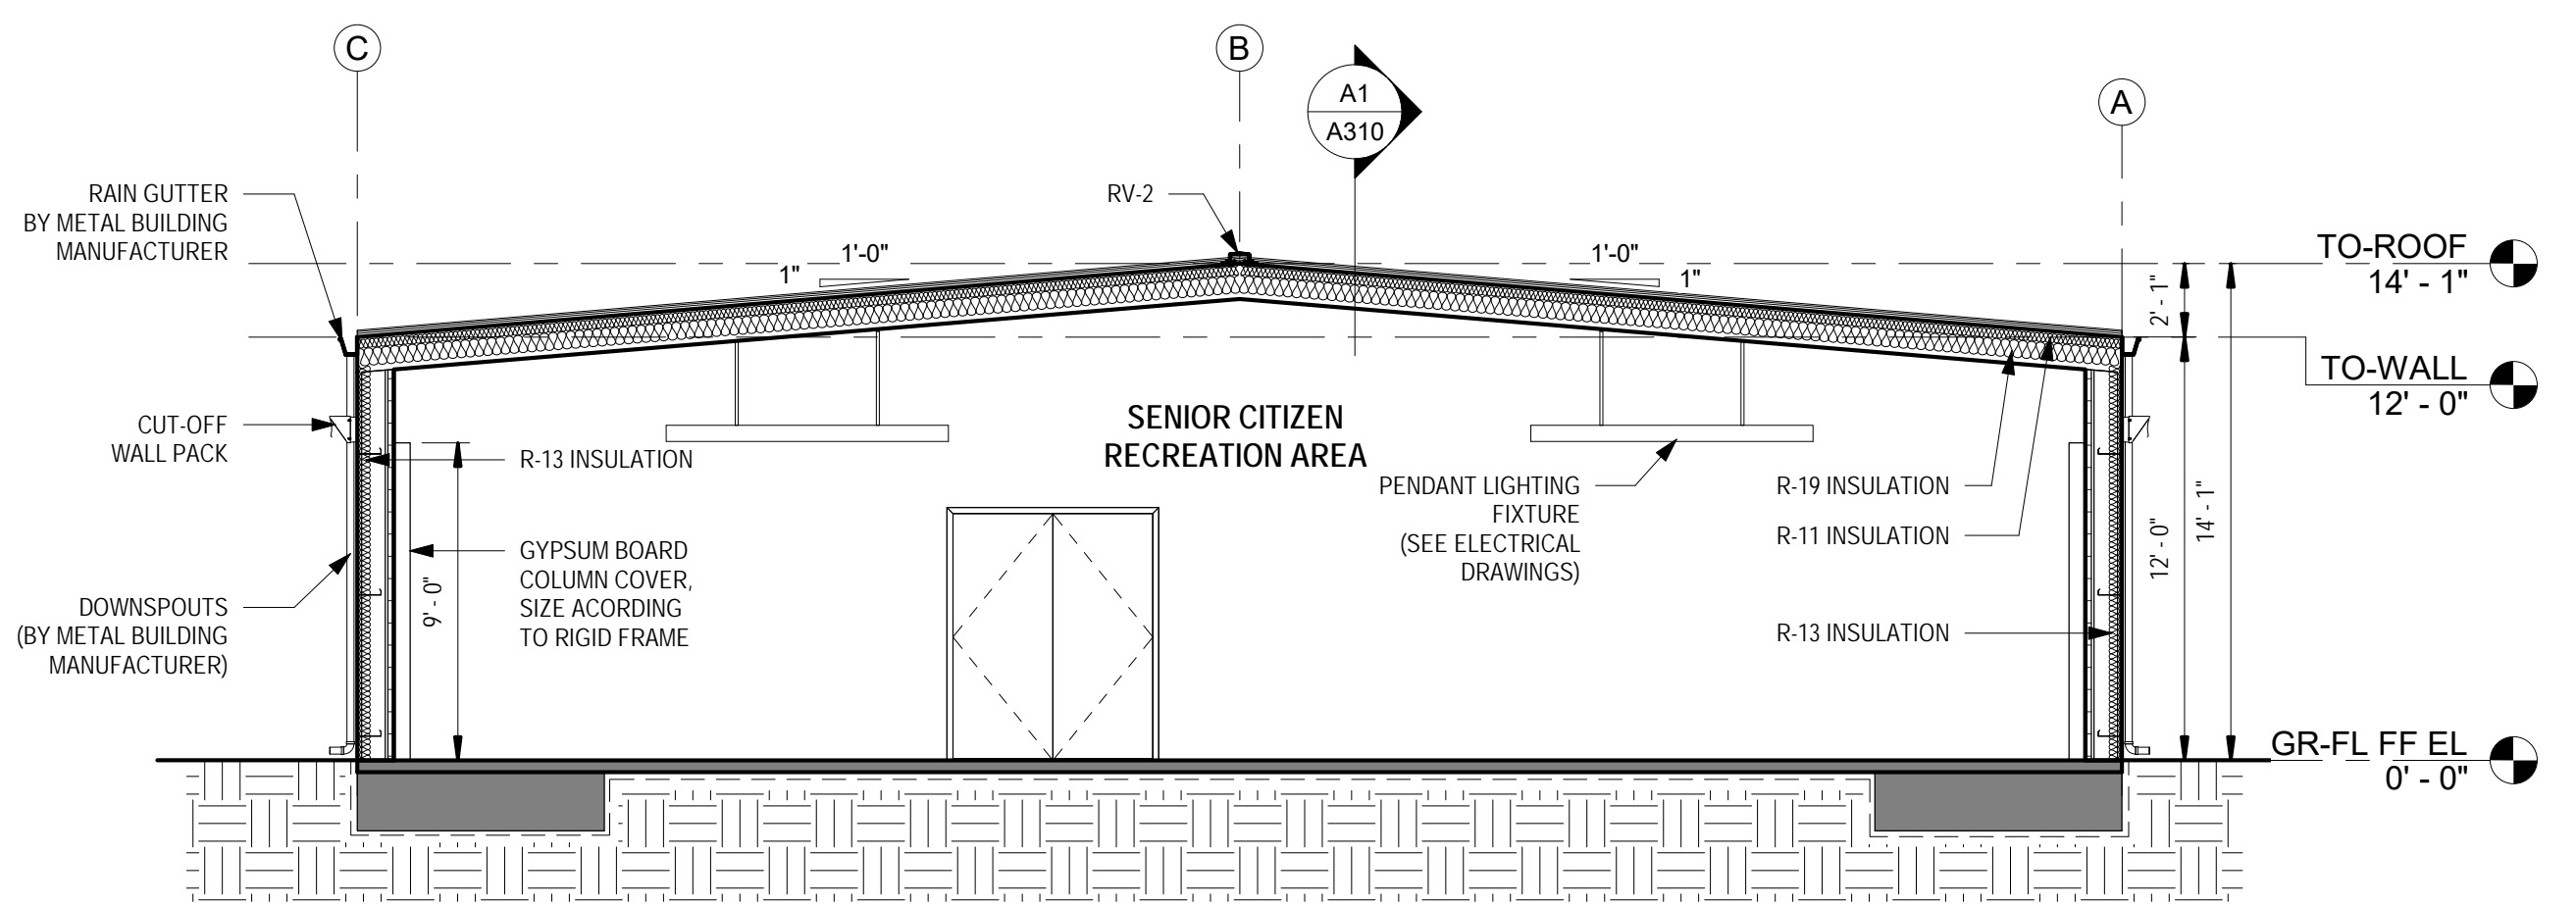 C
B
A1
A310
A
RAIN GUTTER
BY METAL BUILDING
MANUFACTURER
RV-2
1'-0"
1"
1'-0"
1"
TO-ROOF
14' - 1"
2' - 1"
TO-WALL
12' - 0"
CUT-OFF
WALL PACK
R-13 INSULATION
SENIOR CITIZEN
RECREATION AREA
PENDANT LIGHTING
FIXTURE
(SEE ELECTRICAL
DRAWINGS)
R-19 INSULATION
R-11 INSULATION
R-13 INSULATION
14' - 1"
12' - 0"
GYPSUM BOARD
COLUMN COVER,
SIZE ACORDING
TO RIGID FRAME
9' - 0"
DOWNSPOUTS
(BY METAL BUILDING
MANUFACTURER)
GR-FL FF EL
0' - 0"